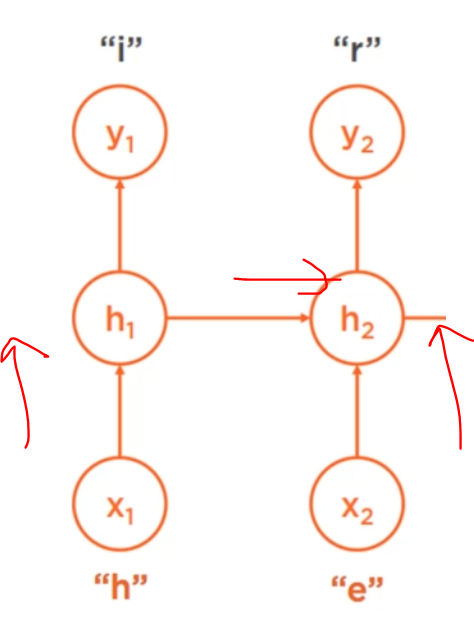 “i” “r”
y₁ y₂
h₁ h₂
x₁ x₂
“h” “e”